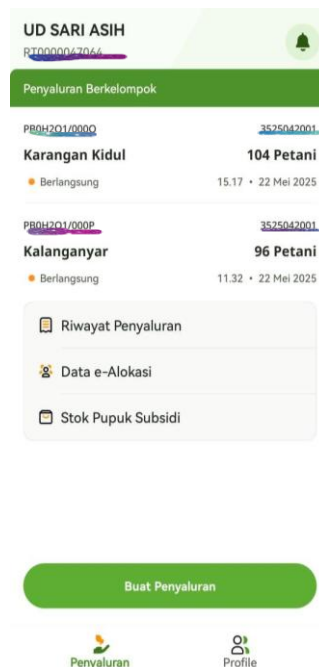 UD SARI ASIH
RT0000047064
Penyaluran Berkelompok
PB0H2O1/000Q 3525042001
Karangan Kidul 104 Petani
Berlangsung 15.17 • 22 Mei 2025
PB0H2O1/000P 3525042001
Kalanganyar 96 Petani
Berlangsung 11.32 • 22 Mei 2025
Riwayat Penyaluran
Data e-Alokasi
Stok Pupuk Subsidi
Buat Penyaluran
Penyaluran Profile